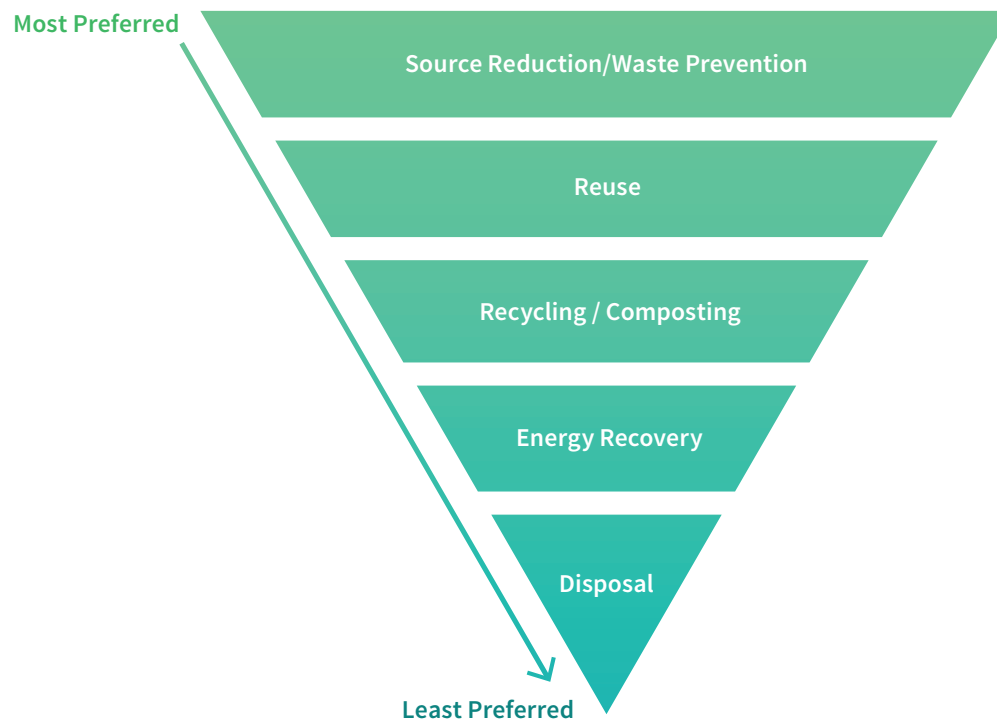 Most Preferred
Source Reduction/Waste Prevention
Reuse
Recycling / Composting
Energy Recovery
Disposal
Least Preferred